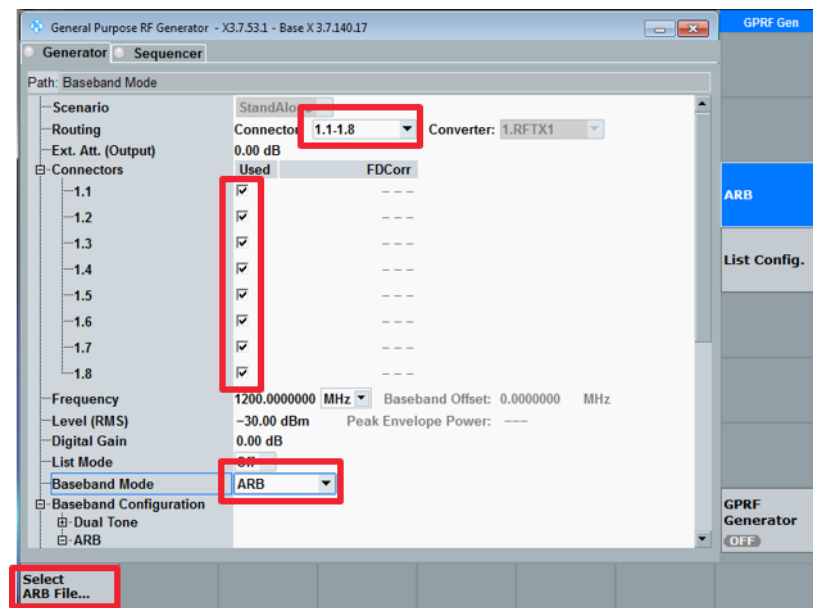 General Purpose RF Generator - X3.7.53.1 - Base X 3.7.140.17
GPRF Gen
Generator Sequencer
Path: Baseband Mode
Scenario StandAlone
Routing Connector: 1.1-1.8 Converter: 1.RFTX1
Ext. Att. (Output) 0.00 dB
Connectors Used FDCorr
1.1 – – –
1.2 – – –
1.3 – – –
1.4 – – –
1.5 – – –
1.6 – – –
1.7 – – –
1.8 – – –
Frequency 1200.0000000 MHz Baseband Offset: 0.0000000 MHz
Level (RMS) –30.00 dBm Peak Envelope Power: –––
Digital Gain 0.00 dB
List Mode Off
Baseband Mode ARB
Baseband Configuration
Dual Tone
ARB
ARB
List Config.
GPRF
Generator
OFF
Select
ARB File...